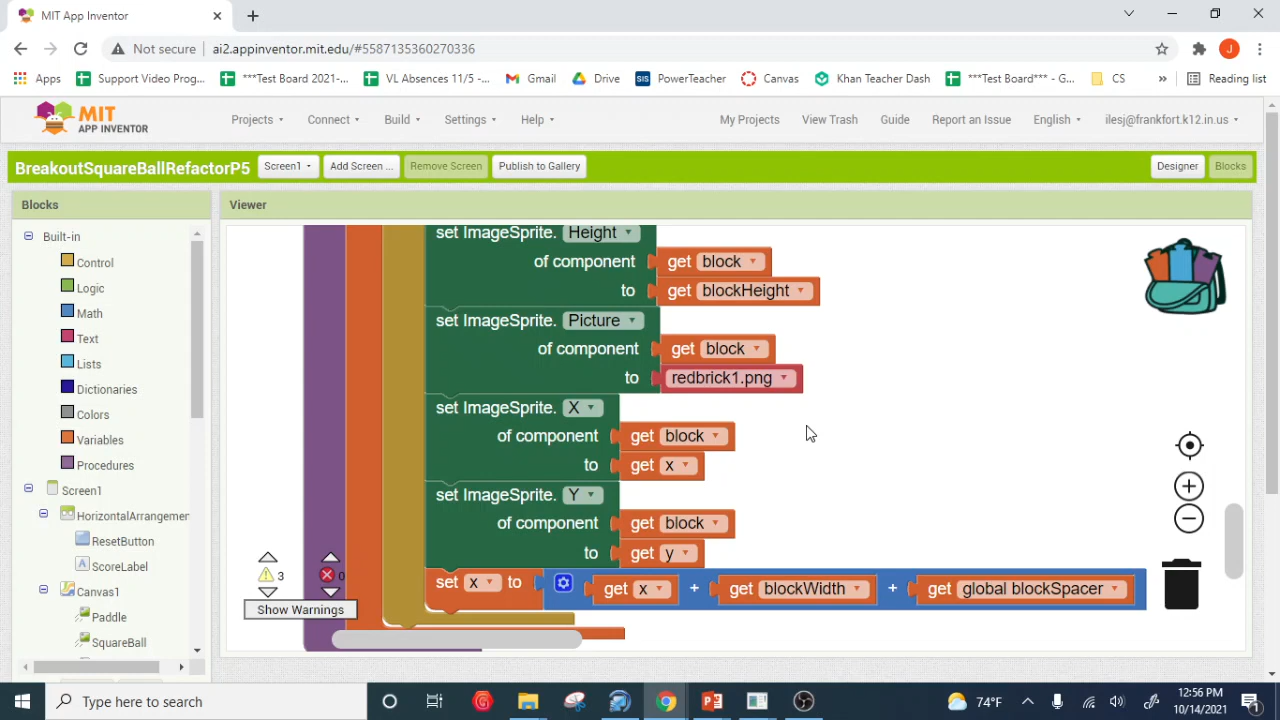 MIT App Inventor
Not secure
ai2.appinventor.mit.edu/#5587135360270336
J
Apps
Support Video Prog...
***Test Board 2021-...
VL Absences 11/5 -...
Gmail
Drive
SIS
PowerTeacher
Canvas
Khan Teacher Dash
***Test Board*** - G...
CS
»
Reading list
MIT
APP INVENTOR
Projects
Connect
Build
Settings
Help
My Projects
View Trash
Guide
Report an Issue
English
ilesj@frankfort.k12.in.us
BreakoutSquareBallRefactorP5
Screen1
Add Screen ...
Remove Screen
Publish to Gallery
Designer
Blocks
Blocks
Viewer
Built-in
Control
Logic
Math
Text
Lists
Dictionaries
Colors
Variables
Procedures
Screen1
HorizontalArrangemen
ResetButton
A ScoreLabel
Canvas1
Paddle
SquareBall
set ImageSprite. Height
of component get block
to get blockHeight
set ImageSprite. Picture
of component get block
to redbrick1.png
set ImageSprite. X
of component get block
to get x
set ImageSprite. Y
of component get block
to get y
set x to get x + get blockWidth + get global blockSpacer
3
0
Show Warnings
Type here to search
74°F
12:56 PM
10/14/2021
1